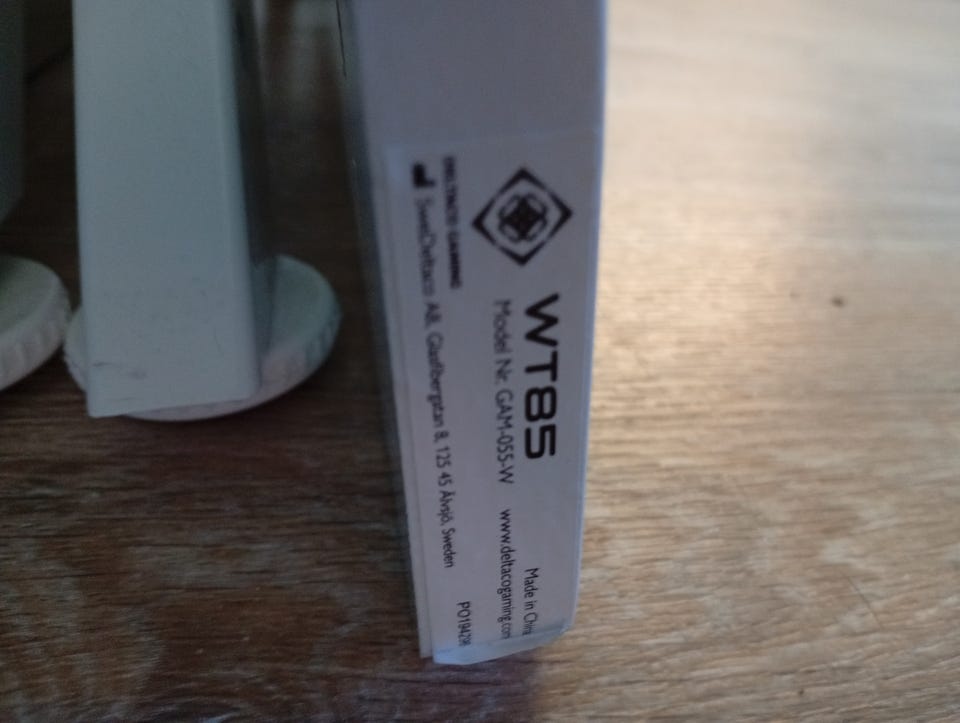 WT85
Model Nr. GAM-055-W
www.deltacogaming.com
Made in China
DELTACO GAMING
SweDeltaco AB, Glasfibergatan 8, 125 45 Älvsjö, Sweden